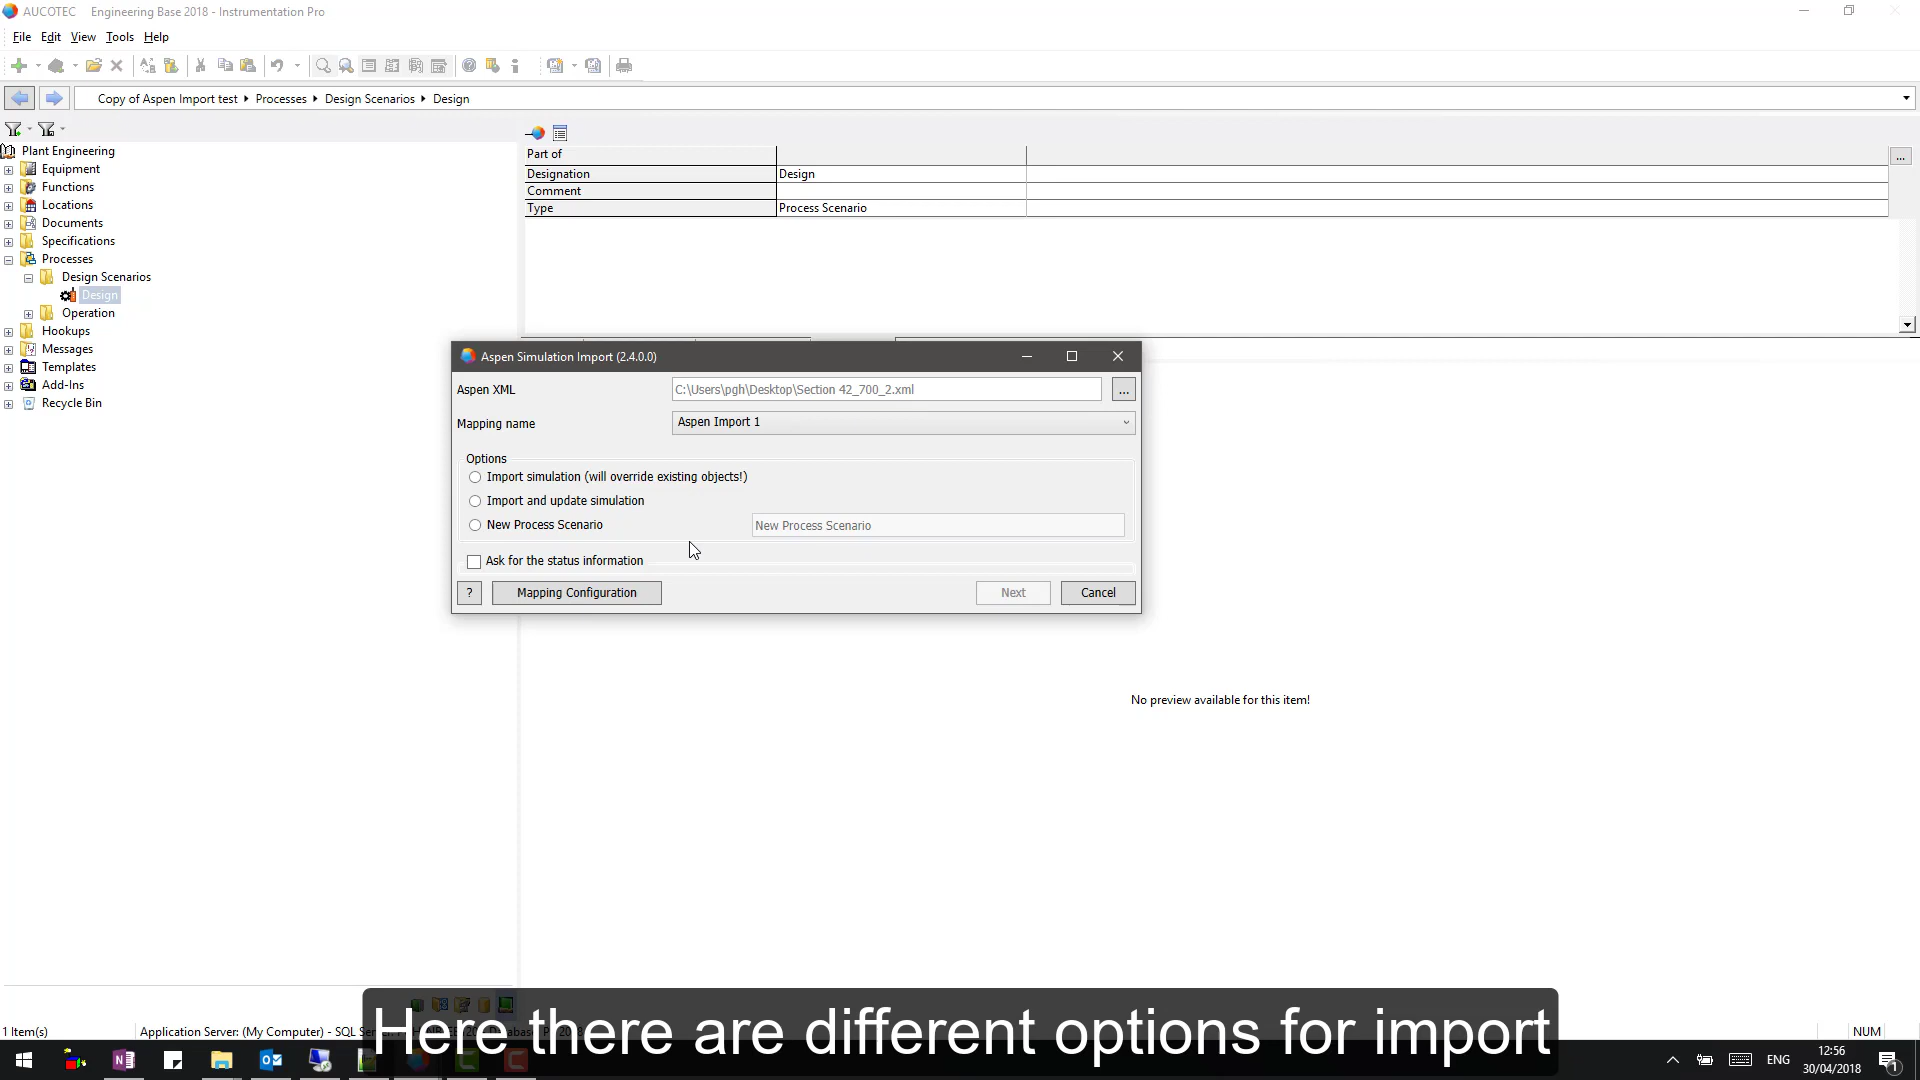 AUCOTEC Engineering Base 2018 - Instrumentation Pro
File Edit View Tools Help
Copy of Aspen Import test Processes Design Scenarios Design
Plant Engineering
Equipment
Functions
Locations
Documents
Specifications
Processes
Design Scenarios
Design
Operation
Hookups
Messages
Templates
Add-Ins
Recycle Bin
Part of
Designation Design
Comment
Type Process Scenario
...
Aspen Simulation Import (2.4.0.0)
Aspen XML C:\Users\pgh\Desktop\Section 42_700_2.xml ...
Mapping name Aspen Import 1
Options
Import simulation (will override existing objects!)
Import and update simulation
New Process Scenario New Process Scenario
Ask for the status information
? Mapping Configuration Next Cancel
No preview available for this item!
1 Item(s) Application Server: (My Computer) - SQL NUM
Here there are different options for import
ENG
12:56
30/04/2018
1